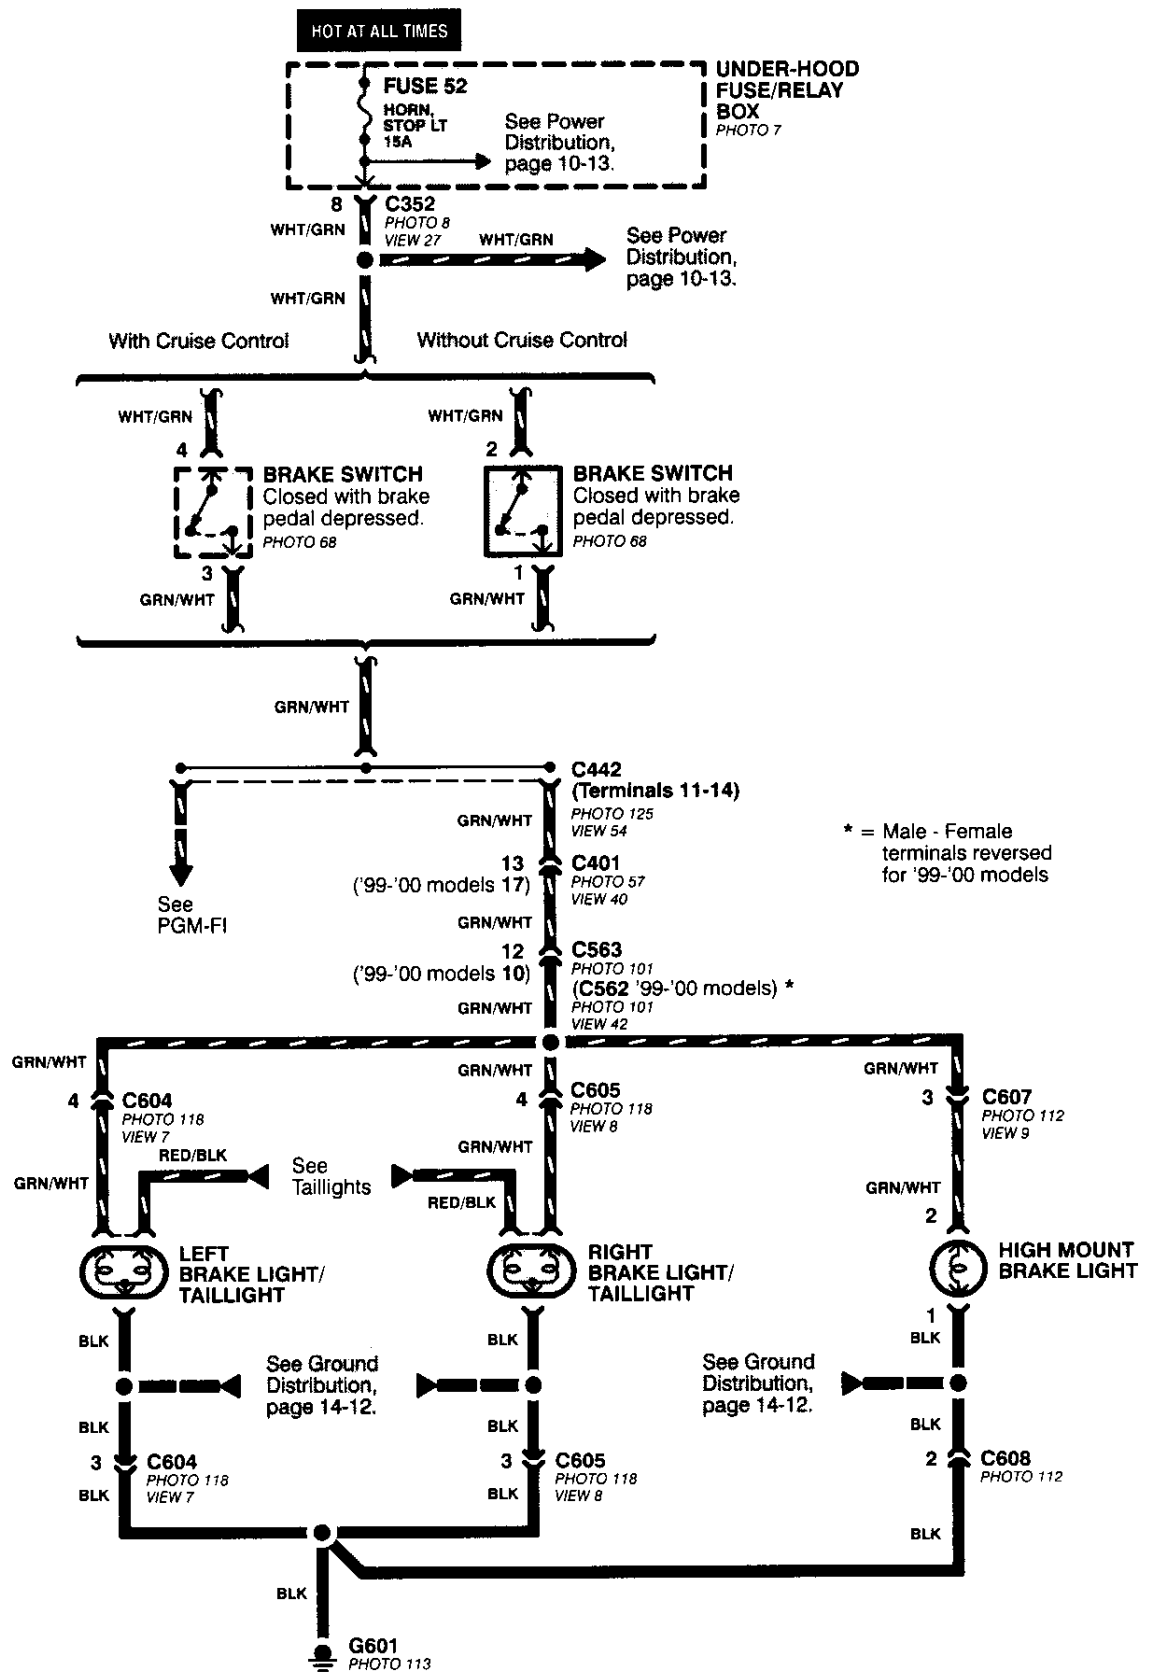 HOT AT ALL TIMES
UNDER-HOOD
FUSE/RELAY
BOX
PHOTO 7
FUSE 52
HORN,
STOP LT
15A
See Power
Distribution,
page 10-13.
8
C352
PHOTO 8
VIEW 27
WHT/GRN
WHT/GRN
See Power
Distribution,
page 10-13.
WHT/GRN
With Cruise Control
Without Cruise Control
WHT/GRN
WHT/GRN
4
2
BRAKE SWITCH
Closed with brake
pedal depressed.
PHOTO 68
BRAKE SWITCH
Closed with brake
pedal depressed.
PHOTO 68
3
1
GRN/WHT
GRN/WHT
GRN/WHT
C442
(Terminals 11-14)
PHOTO 125
VIEW 54
GRN/WHT
* = Male - Female
terminals reversed
for '99-'00 models
13
('99-'00 models 17)
C401
PHOTO 57
VIEW 40
See
PGM-FI
GRN/WHT
12
('99-'00 models 10)
C563
PHOTO 101
(C562 '99-'00 models) *
PHOTO 101
VIEW 42
GRN/WHT
GRN/WHT
GRN/WHT
GRN/WHT
4
C604
PHOTO 118
VIEW 7
4
C605
PHOTO 118
VIEW 8
3
C607
PHOTO 112
VIEW 9
RED/BLK
See
Taillights
GRN/WHT
RED/BLK
GRN/WHT
GRN/WHT
2
LEFT
BRAKE LIGHT/
TAILLIGHT
RIGHT
BRAKE LIGHT/
TAILLIGHT
HIGH MOUNT
BRAKE LIGHT
1
BLK
BLK
BLK
See Ground
Distribution,
page 14-12.
See Ground
Distribution,
page 14-12.
BLK
BLK
BLK
3
C604
PHOTO 118
VIEW 7
3
C605
PHOTO 118
VIEW 8
2
C608
PHOTO 112
BLK
BLK
BLK
BLK
G601
PHOTO 113